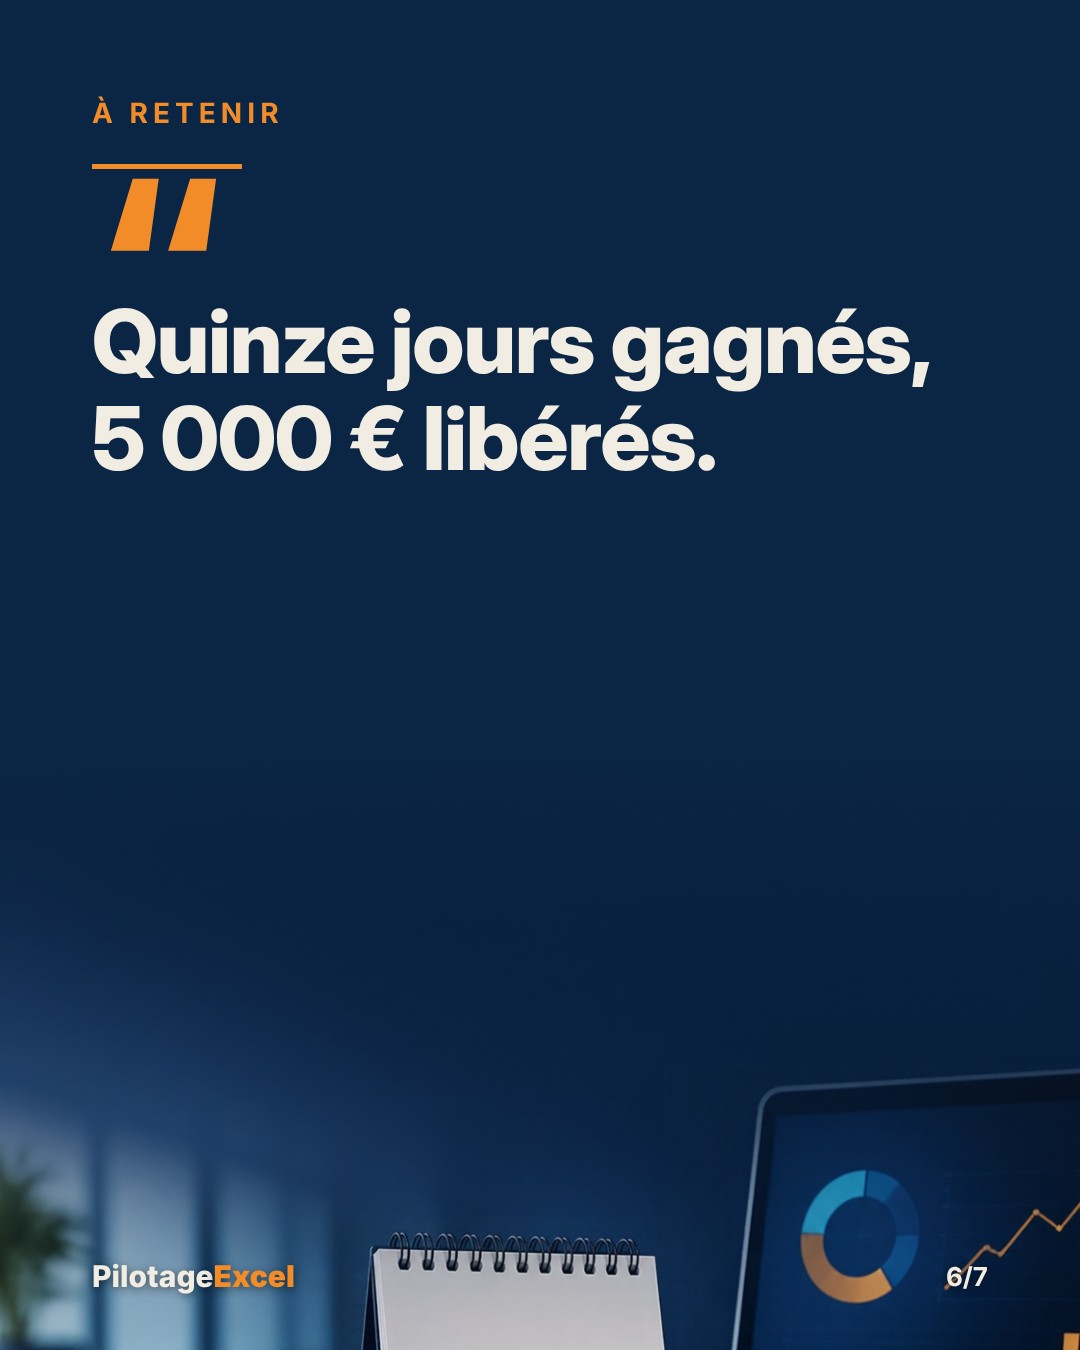 À RETENIR
"
Quinze jours gagnés,
5 000 € libérés.
PilotageExcel
6/7